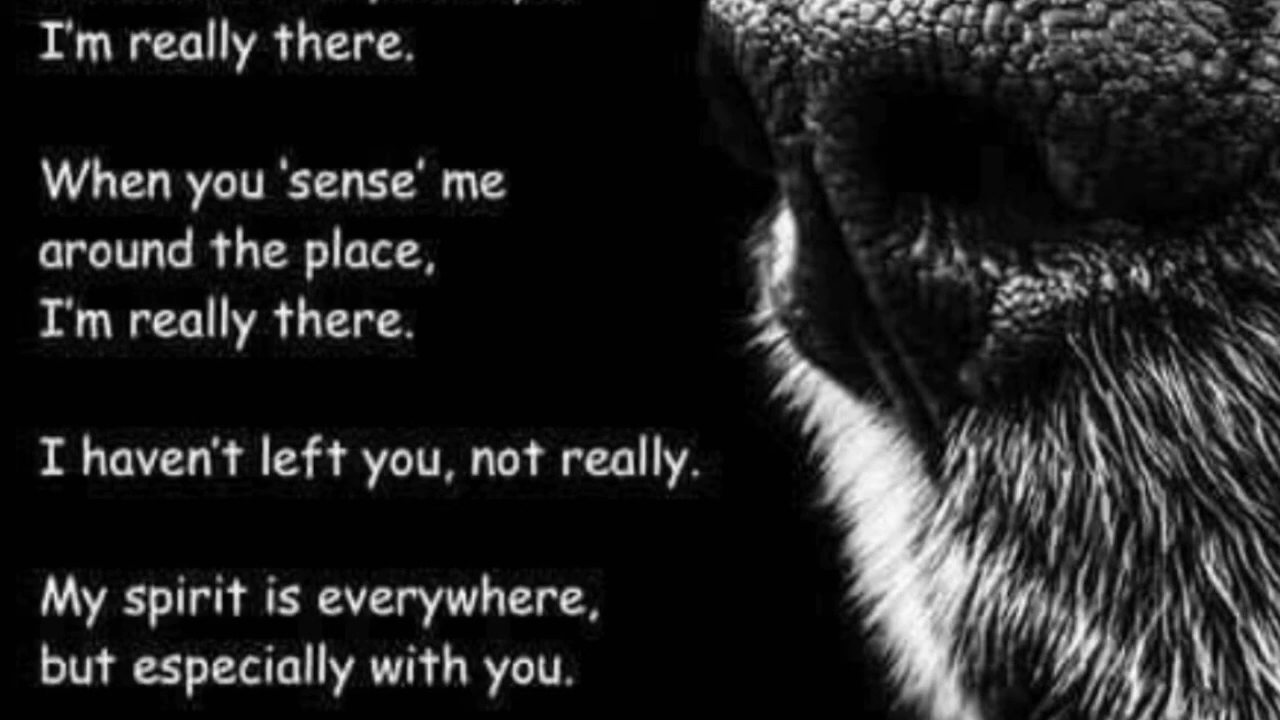 I'm really there.
When you 'sense' me
around the place,
I'm really there.
I haven't left you, not really.
My spirit is everywhere,
but especially with you.